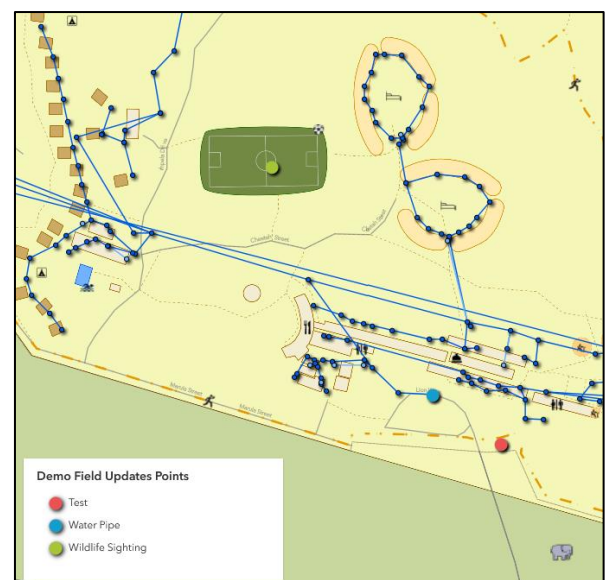 Cheetah Street
Marula Street
Marula Street
Demo Field Updates Points
Test
Water Pipe
Wildlife Sighting